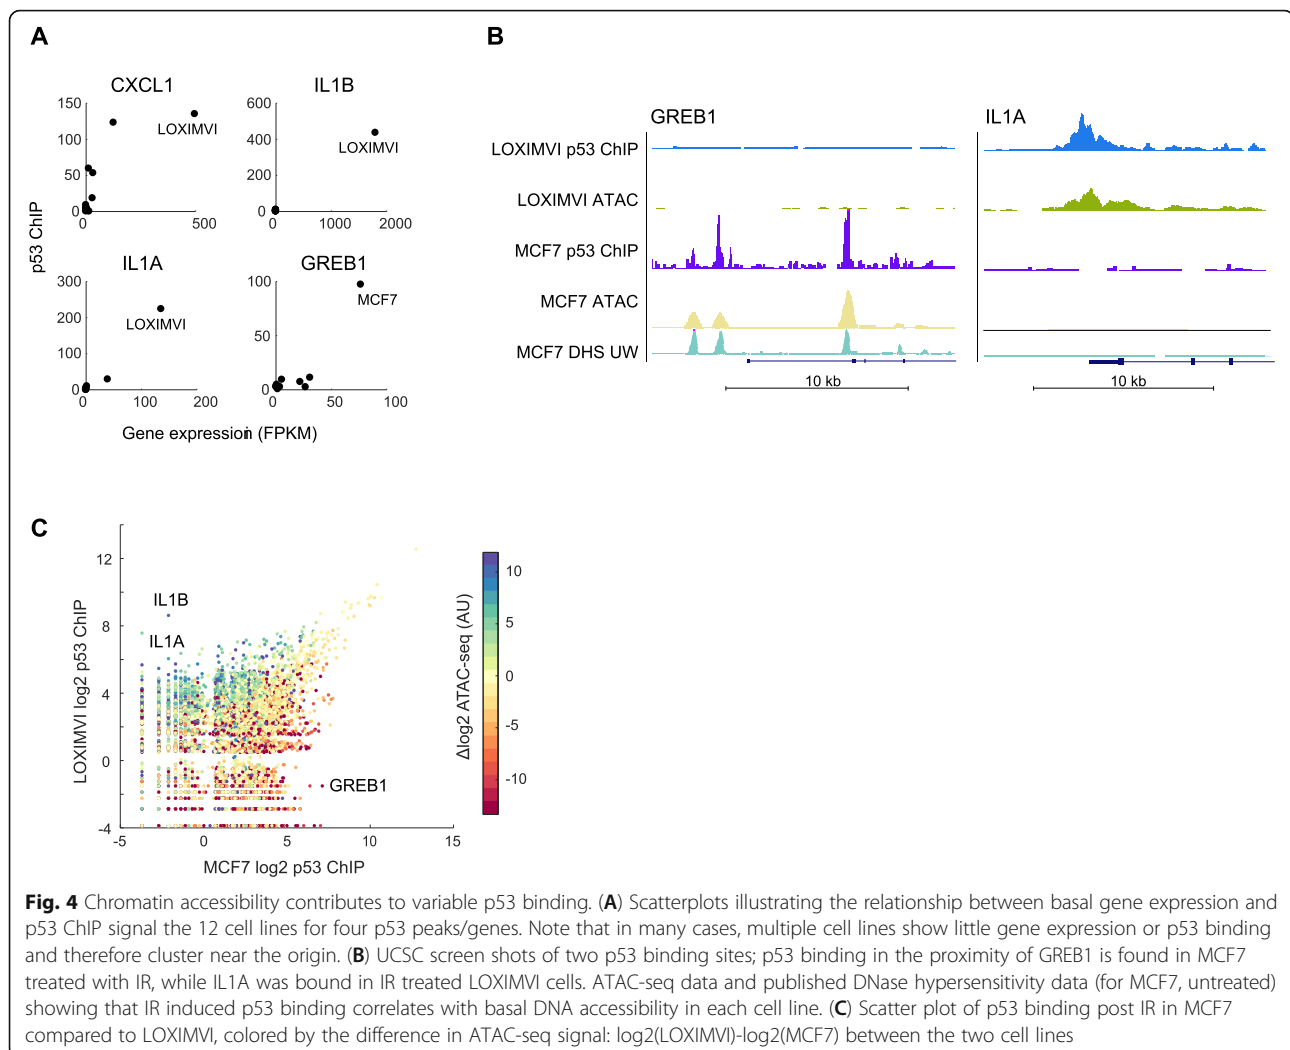 A
B
CXCL1
150
100
50
0
0
500
LOXIMVI
IL1B
600
400
200
0
0
1000
2000
LOXIMVI
p53 ChIP
IL1A
300
200
100
0
0
100
200
LOXIMVI
GREB1
100
50
0
0
50
100
MCF7
Gene expression (FPKM)
GREB1
IL1A
LOXIMVI p53 ChIP
LOXIMVI ATAC
MCF7 p53 ChIP
MCF7 ATAC
MCF7 DHS UW
10 kb
10 kb
C
LOXIMVI log2 p53 ChIP
12
8
4
0
-4
-5
0
5
10
15
IL1B
IL1A
GREB1
MCF7 log2 p53 ChIP
Δlog2 ATAC-seq (AU)
10
5
0
-5
-10
Fig. 4 Chromatin accessibility contributes to variable p53 binding. (A) Scatterplots illustrating the relationship between basal gene expression and
p53 ChIP signal the 12 cell lines for four p53 peaks/genes. Note that in many cases, multiple cell lines show little gene expression or p53 binding
and therefore cluster near the origin. (B) UCSC screen shots of two p53 binding sites; p53 binding in the proximity of GREB1 is found in MCF7
treated with IR, while IL1A was bound in IR treated LOXIMVI cells. ATAC-seq data and published DNase hypersensitivity data (for MCF7, untreated)
showing that IR induced p53 binding correlates with basal DNA accessibility in each cell line. (C) Scatter plot of p53 binding post IR in MCF7
compared to LOXIMVI, colored by the difference in ATAC-seq signal: log2(LOXIMVI)-log2(MCF7) between the two cell lines